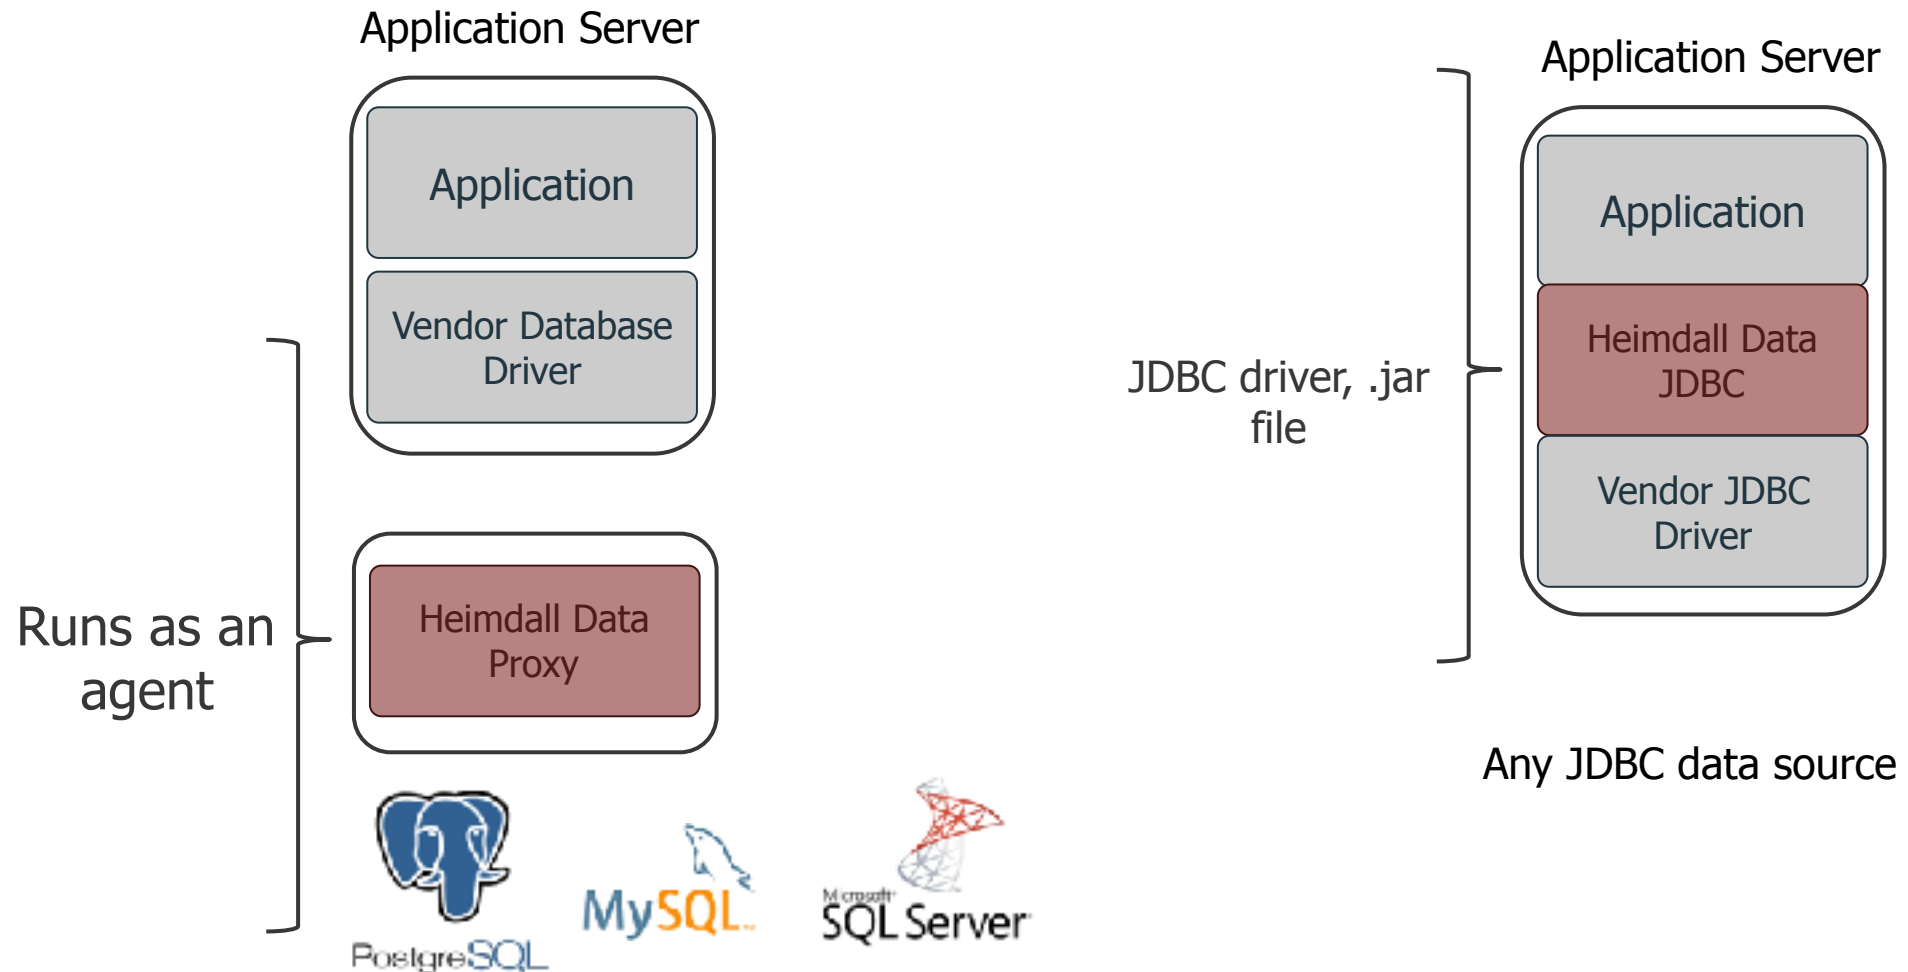 Application Server
Application
Vendor Database
Driver
Runs as an
agent
Heimdall Data
Proxy
PostgreSQL
MySQL
Microsoft
SQL Server
Application Server
Application
JDBC driver, .jar
file
Heimdall Data
JDBC
Vendor JDBC
Driver
Any JDBC data source